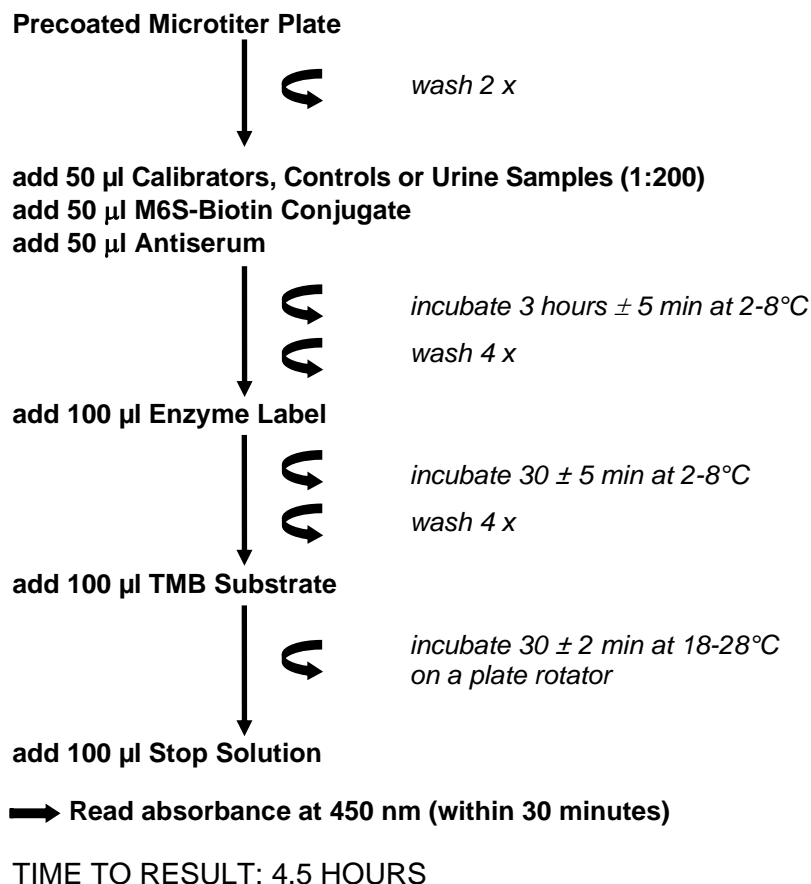 Precoated Microtiter Plate
wash 2 x
add 50 µl Calibrators, Controls or Urine Samples (1:200)
add 50 μl M6S-Biotin Conjugate
add 50 μl Antiserum
incubate 3 hours ± 5 min at 2-8°C
wash 4 x
add 100 µl Enzyme Label
incubate 30 ± 5 min at 2-8°C
wash 4 x
add 100 µl TMB Substrate
incubate 30 ± 2 min at 18-28°C
on a plate rotator
add 100 µl Stop Solution
Read absorbance at 450 nm (within 30 minutes)
TIME TO RESULT: 4.5 HOURS